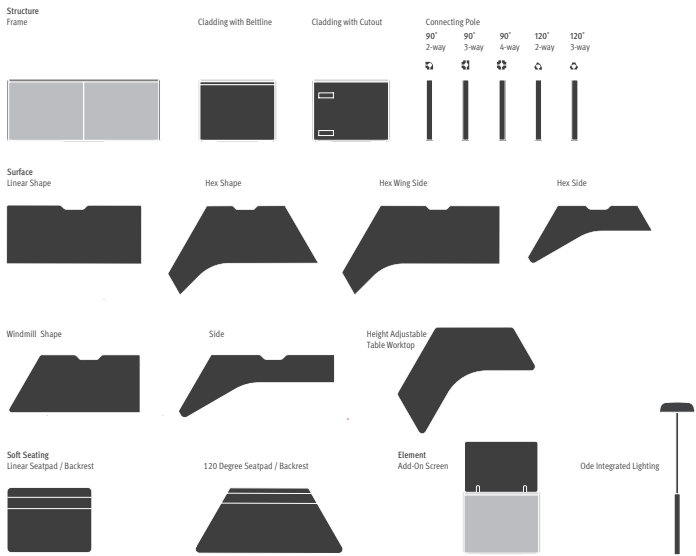 Structure
Frame
Cladding with Beltline
Cladding with Cutout
Connecting Pole
90°
2-way
90°
3-way
90°
4-way
120°
2-way
120°
3-way
Surface
Linear Shape
Hex Shape
Hex Wing Side
Hex Side
Windmill Shape
Side
Height Adjustable
Table Worktop
Soft Seating
Linear Seatpad / Backrest
120 Degree Seatpad / Backrest
Element
Add-On Screen
Ode Integrated Lighting